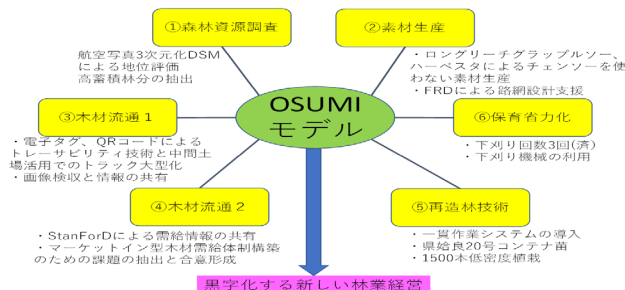 ①森林資源調査
航空写真3次元化DSM
による地位評価
高蓄積林分の抽出
②素材生産
・ロングリーチグラップルソー、
ハーベスタによるチェンソーを使
わない素材生産
・FRDによる路網設計支援
OSUMI
モデル
③木材流通1
・電子タグ、QRコードによる
トレーサビリティ技術と中間土
場活用でのトラック大型化
・画像検収と情報の共有
⑥保育省力化
・下刈り回数3回(済)
・下刈り機械の利用
④木材流通2
・StanForDによる需給情報の共有
・マーケットイン型木材需給体制構築
のための課題の抽出と合意形成
⑤再造林技術
・一貫作業システムの導入
・県姶良20号コンテナ苗
・1500本低密度植栽
黒字化する新しい林業経営